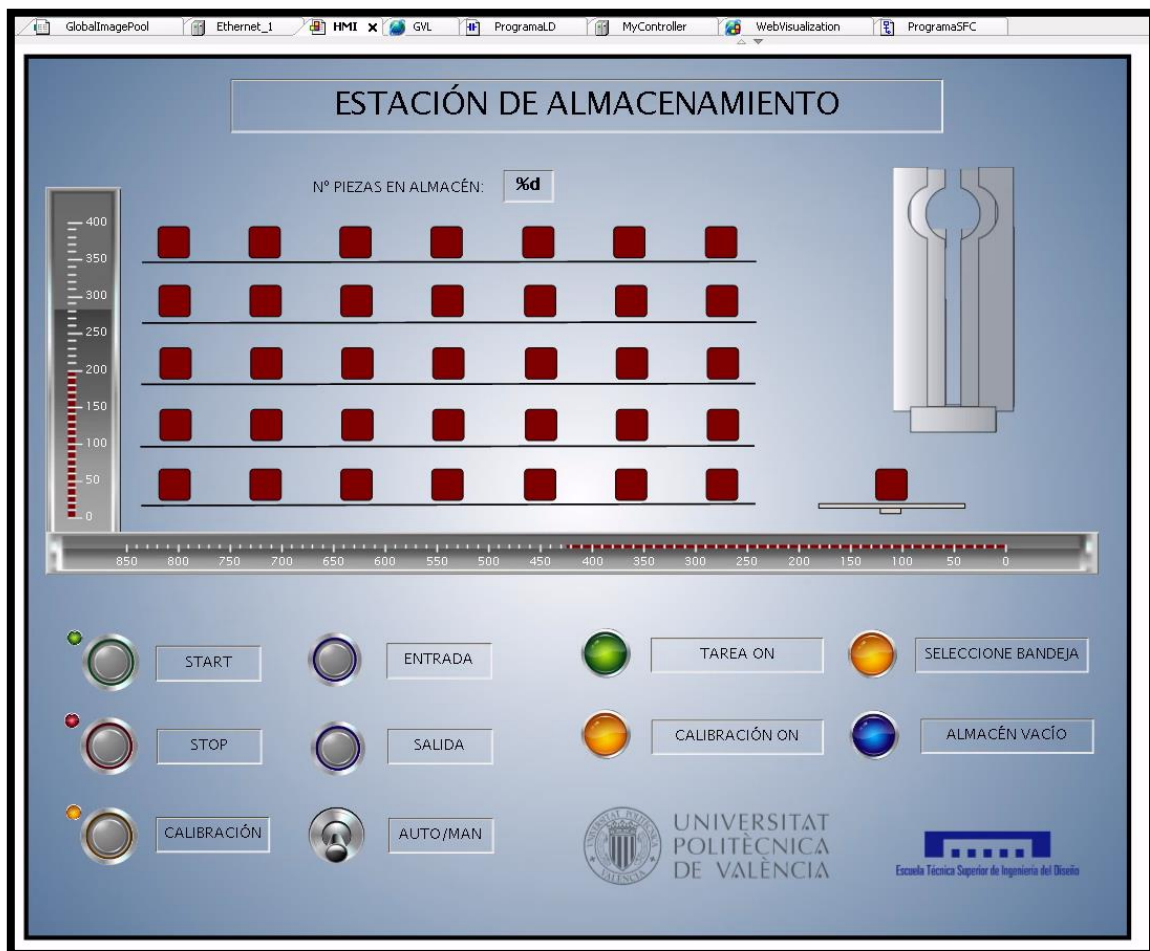 GlobalImagePool Ethernet_1 HMI GVL ProgramaLD MyController WebVisualization ProgramaSFC
ESTACIÓN DE ALMACENAMIENTO
Nº PIEZAS EN ALMACÉN: %d
400
350
300
250
200
150
100
50
0
850 800 750 700 650 600 550 500 450 400 350 300 250 200 150 100 50 0
START ENTRADA TAREA ON SELECCIONE BANDEJA
STOP SALIDA CALIBRACIÓN ON ALMACÉN VACÍO
CALIBRACIÓN AUTO/MAN
UNIVERSITAT
POLITÈCNICA
DE VALÈNCIA
Escuela Técnica Superior de Ingeniería del Diseño